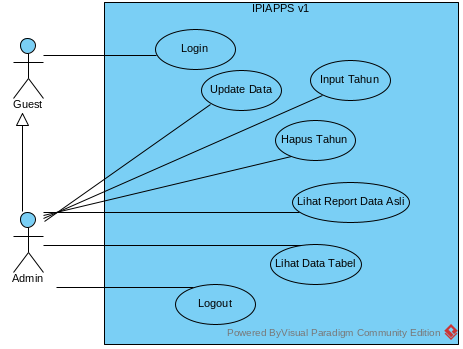 IPIAPPS v1
Login
Input Tahun
Update Data
Guest
Hapus Tahun
Lihat Report Data Asli
Lihat Data Tabel
Admin
Logout
Powered ByVisual Paradigm Community Edition